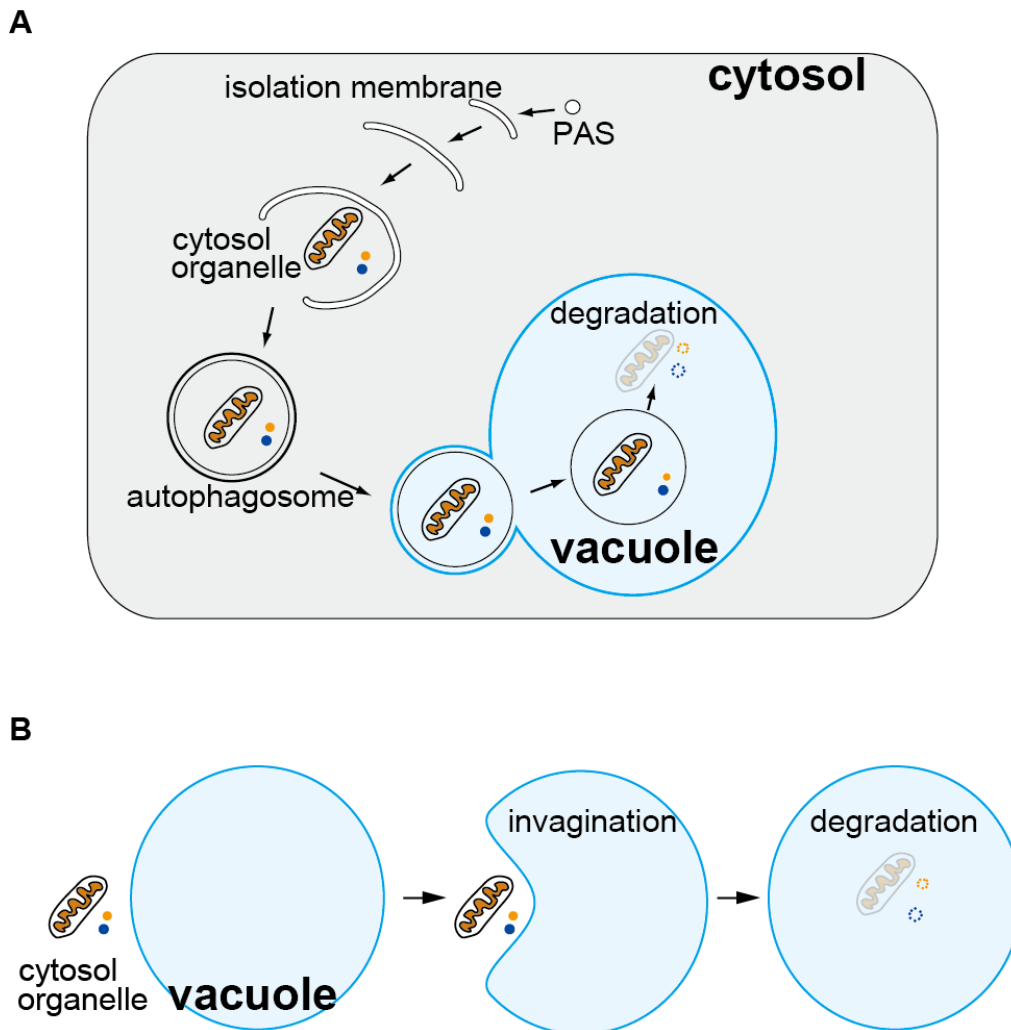 A
cytosol
isolation membrane
PAS
cytosol
organelle
degradation
autophagosome
vacuole
B
invagination
degradation
cytosol
organelle
vacuole